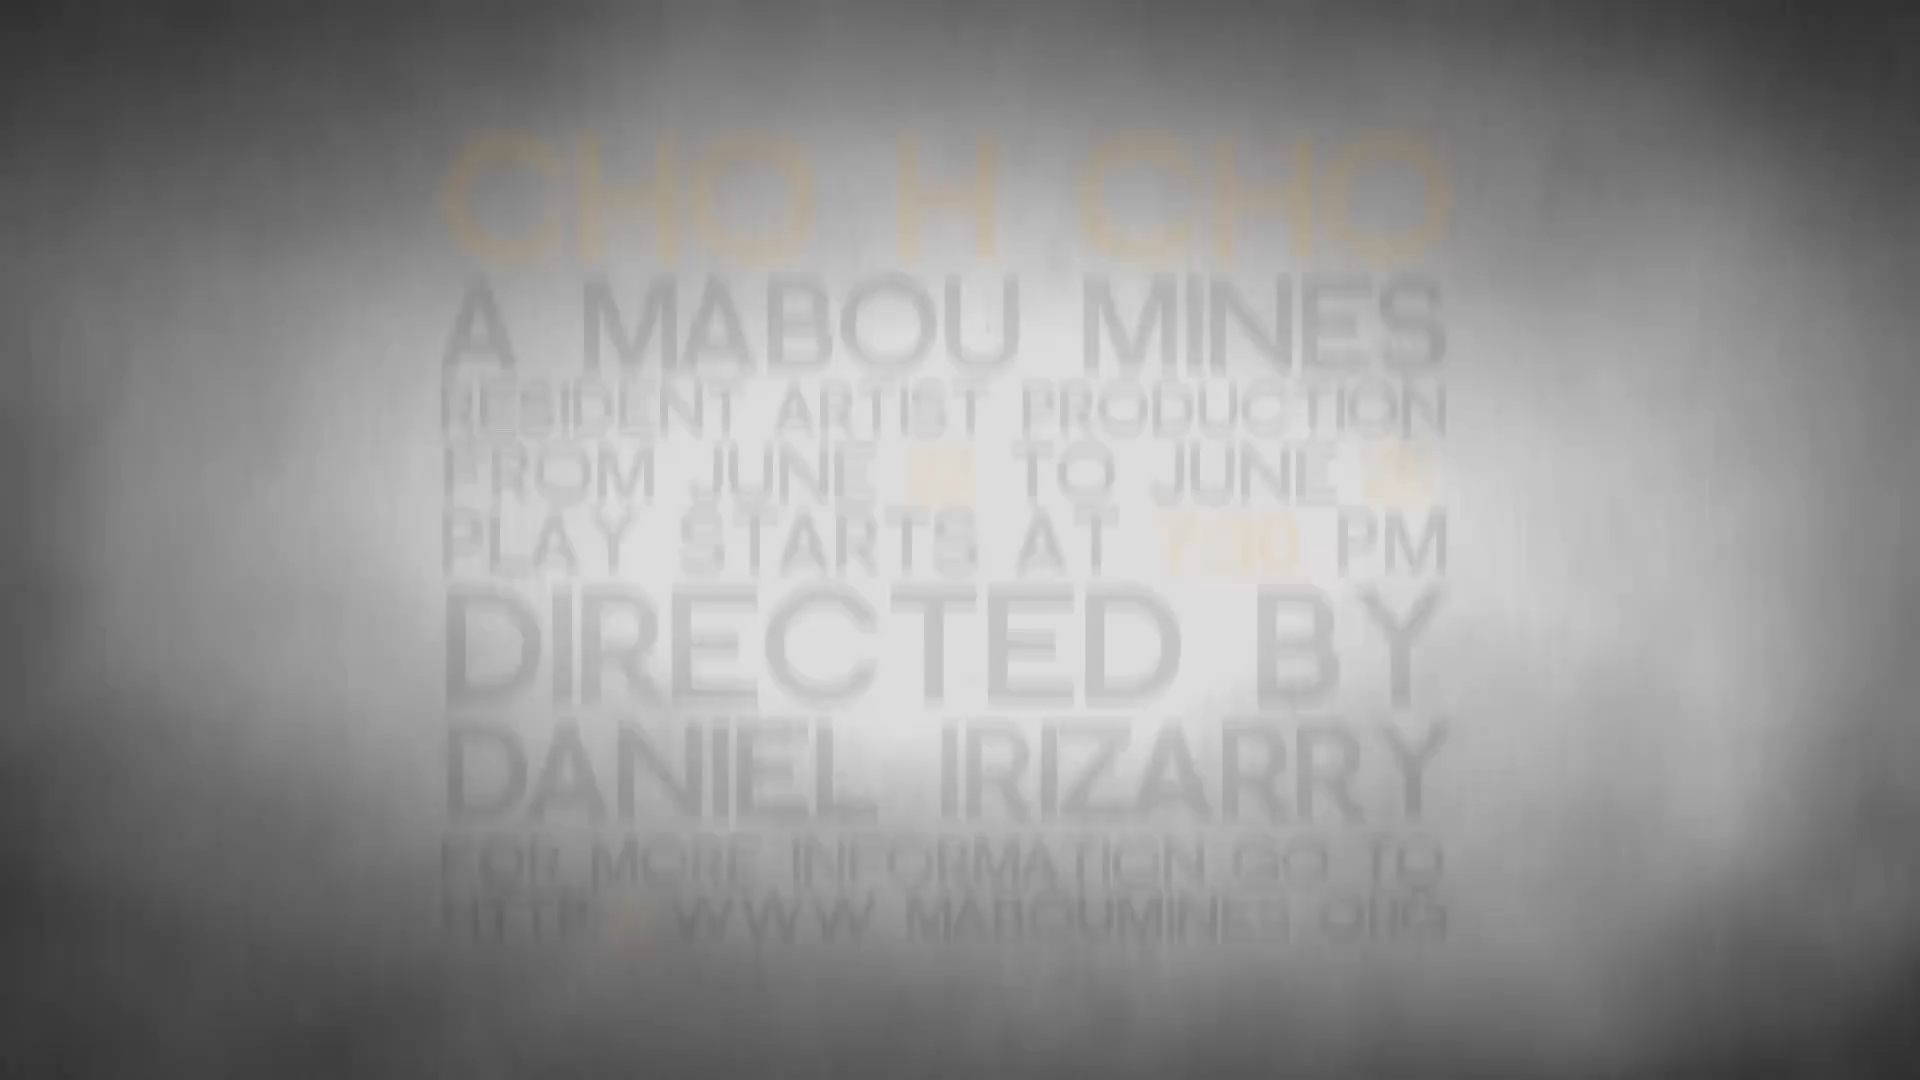 CHO H CHO
A MABOU MINES
RESIDENT ARTIST PRODUCTION
FROM JUNE TO JUNE
PLAY STARTS AT PM
DIRECTED BY
DANIEL IRIZARRY
FOR MORE INFORMATION GO TO
HTTP WWW MABOUMINES ORG